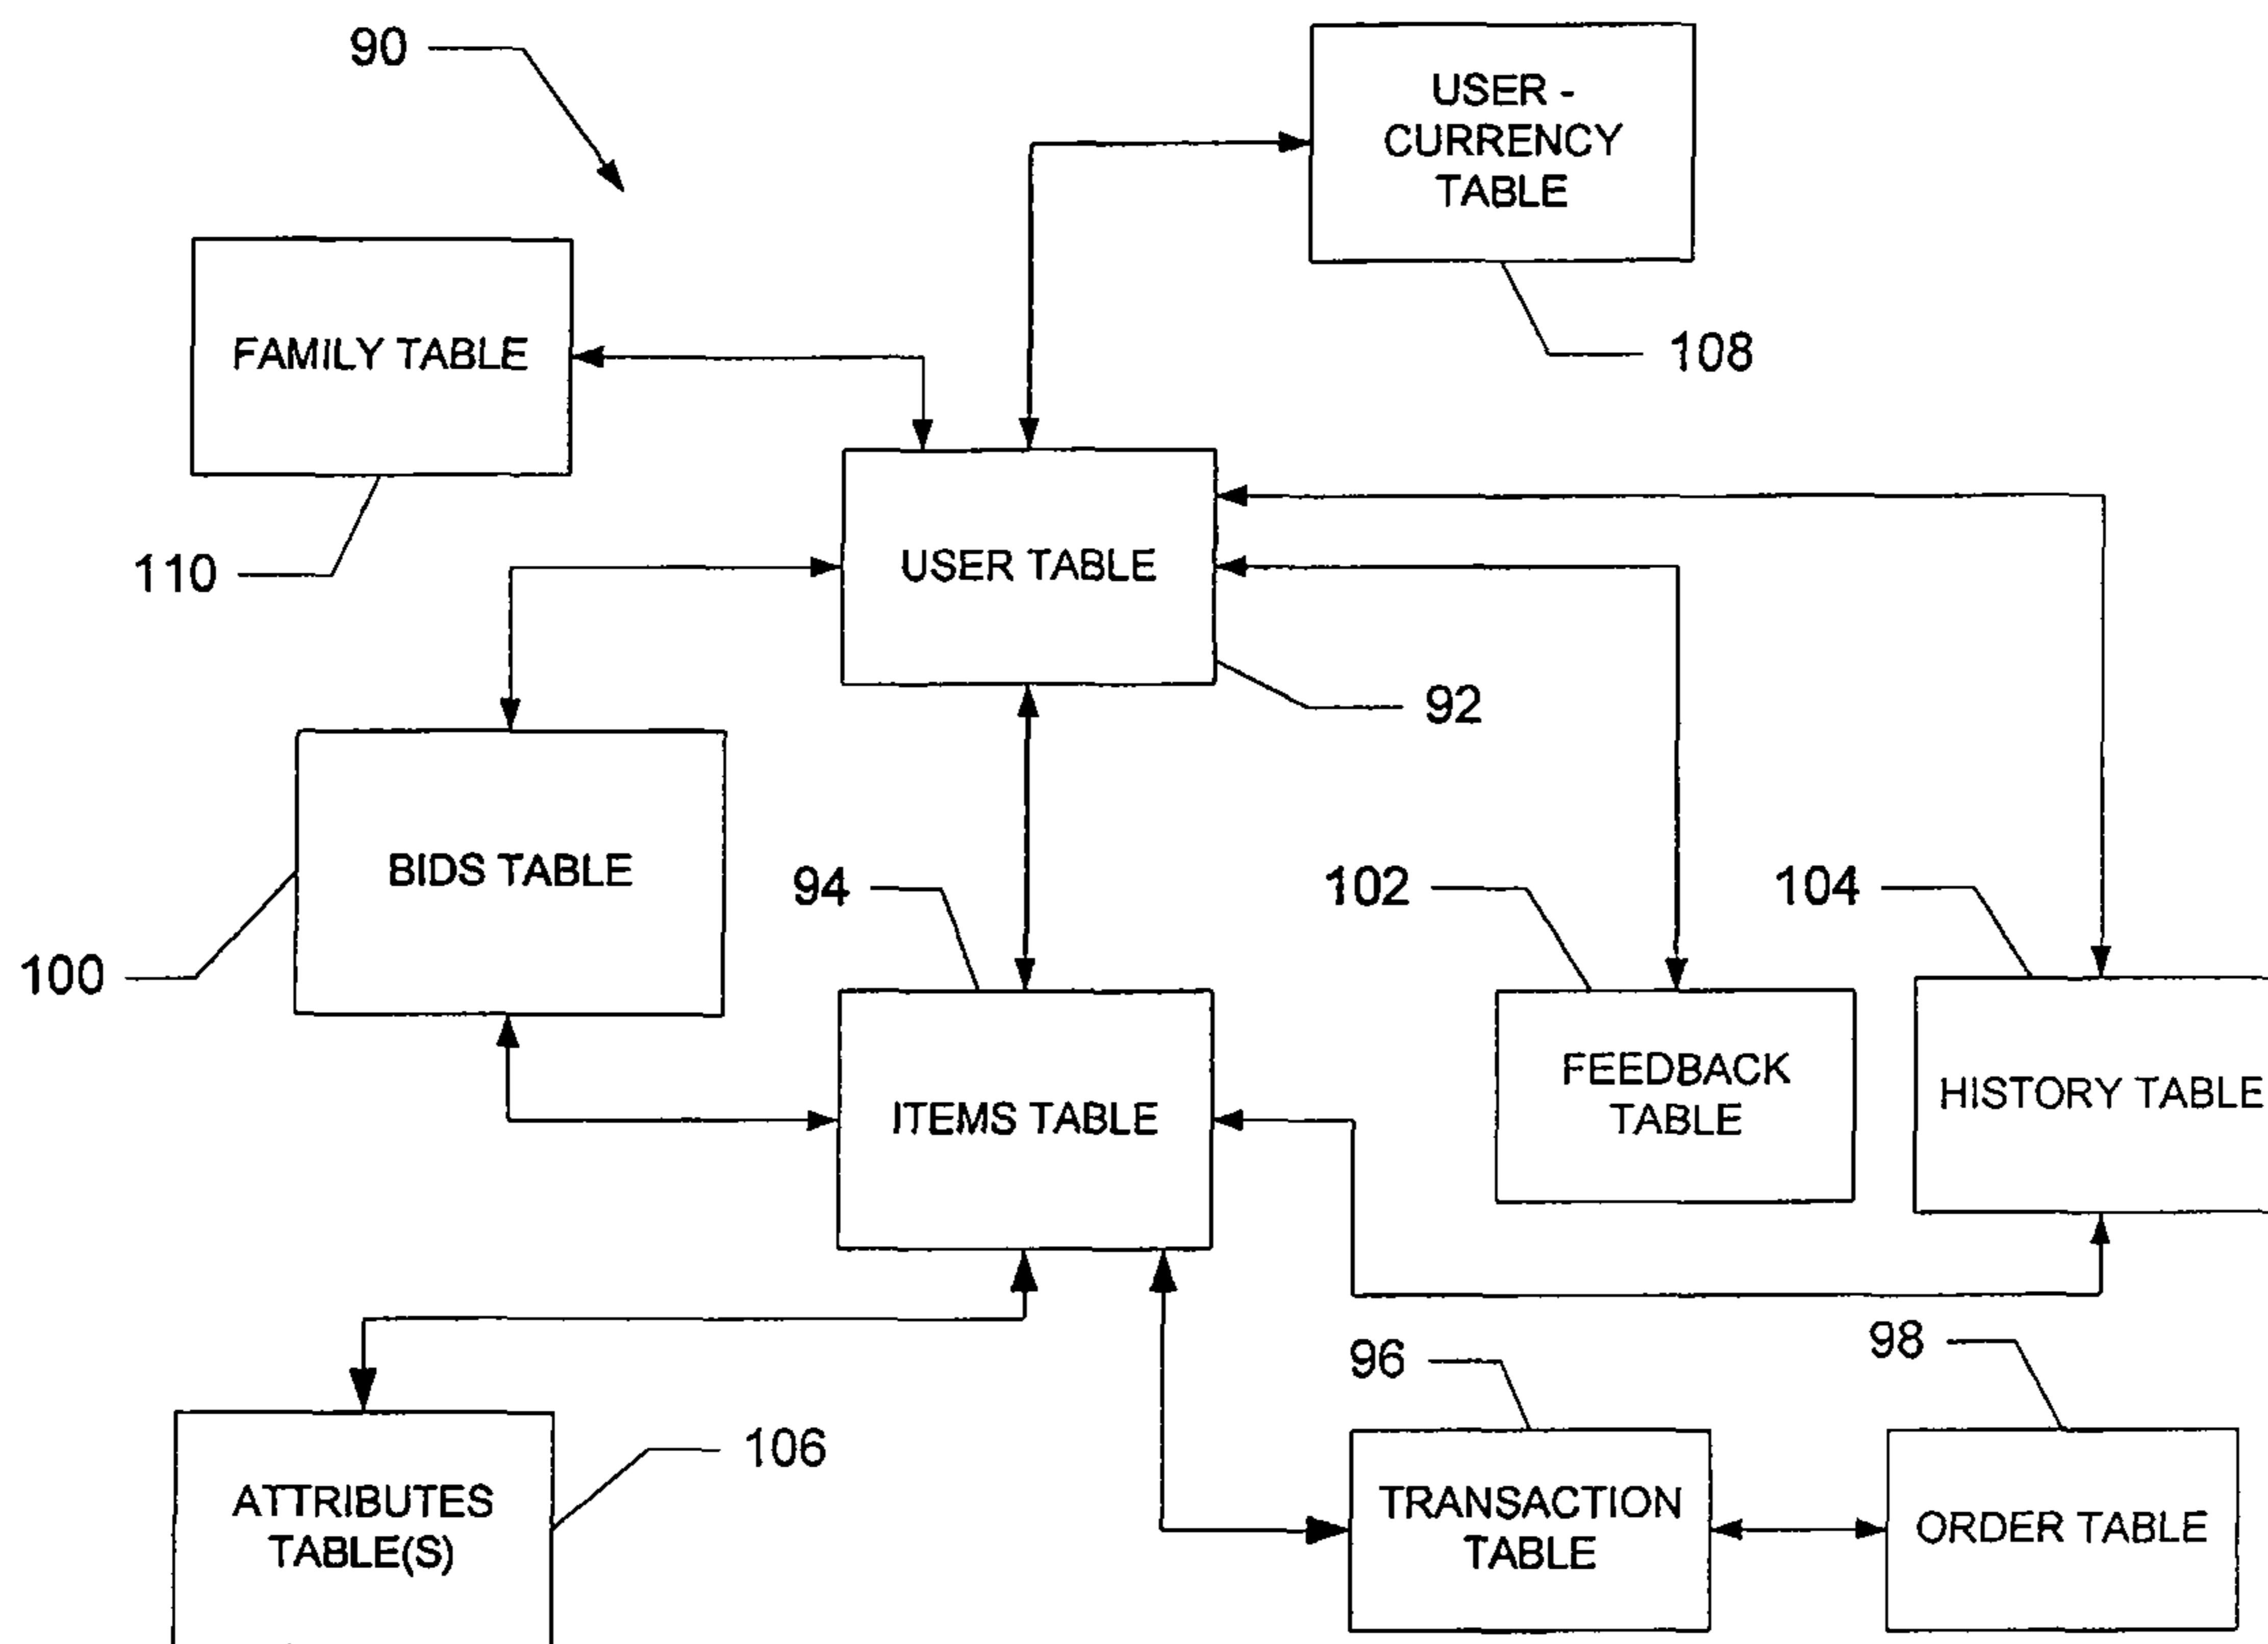 90
USER -
CURRENCY
TABLE
108
FAMILY TABLE
110
USER TABLE
92
BIDS TABLE
100
94
102
104
ITEMS TABLE
FEEDBACK
TABLE
HISTORY TABLE
96
98
106
ATTRIBUTES
TABLE(S)
TRANSACTION
TABLE
ORDER TABLE